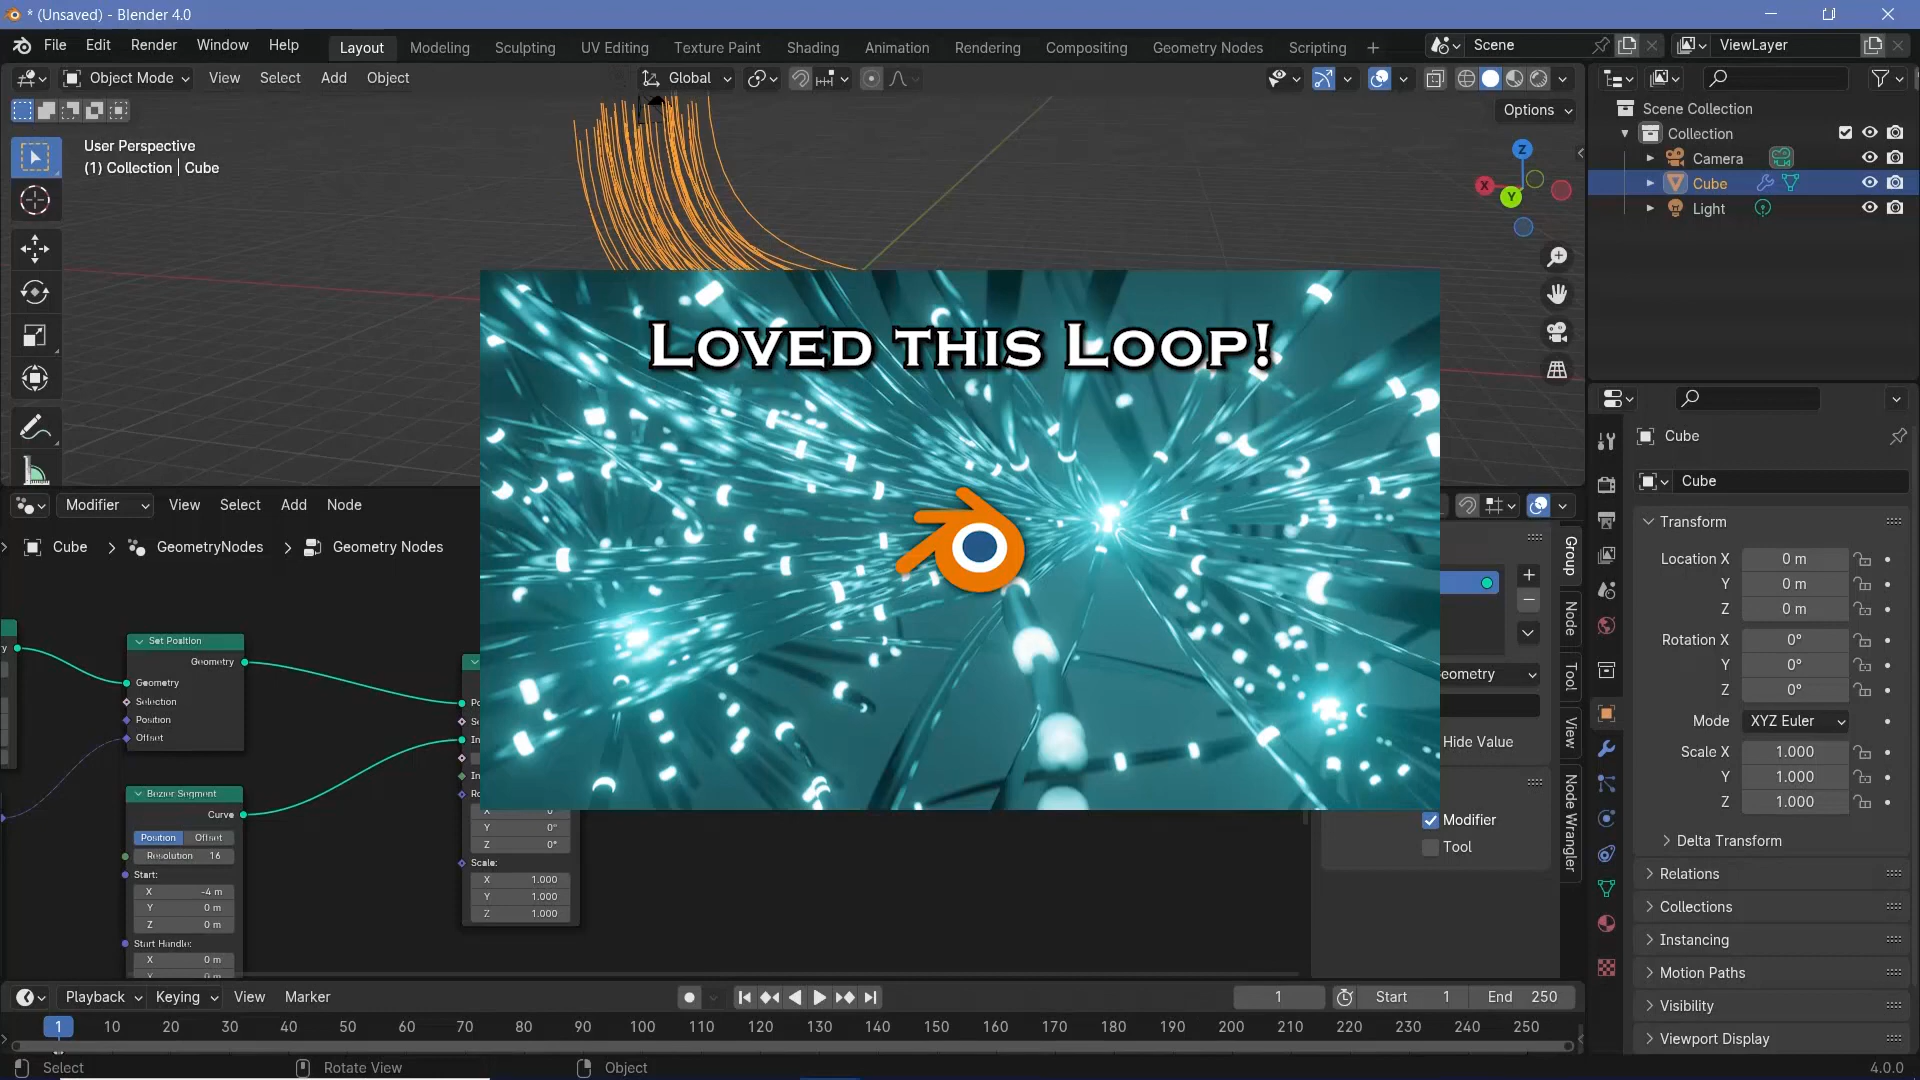 * (Unsaved) - Blender 4.0
File Edit Render Window Help
Layout Modeling Sculpting UV Editing Texture Paint Shading Animation Rendering Compositing Geometry Nodes Scripting +
Scene
ViewLayer
Object Mode View Select Add Object
Global
Options
User Perspective
(1) Collection | Cube
Z
X
Y
Scene Collection
Collection
Camera
Cube
Light
LOVED THIS LOOP!
Cube
Cube
Transform
Location X 0 m
Y 0 m
Z 0 m
Rotation X 0°
Y 0°
Z 0°
Mode XYZ Euler
Scale X 1.000
Y 1.000
Z 1.000
Delta Transform
Relations
Collections
Instancing
Motion Paths
Visibility
Viewport Display
Modifier View Select Add Node
Cube > GeometryNodes > Geometry Nodes
Set Position
Geometry
Geometry
Selection
Position
Offset
Bezier Segment
Curve
Position Offset
Resolution 16
Start:
X -4 m
Y 0 m
Z 0 m
Start Handle:
X 0 m
Y 0 m
Y 0°
Z 0°
Scale:
X 1.000
Y 1.000
Z 1.000
Group
Node
Tool
View
Node Wrangler
eometry
Hide Value
Modifier
Tool
Playback Keying View Marker
1
Start 1
End 250
1 10 20 30 40 50 60 70 80 90 100 110 120 130 140 150 160 170 180 190 200 210 220 230 240 250
Select
Rotate View
Object
4.0.0